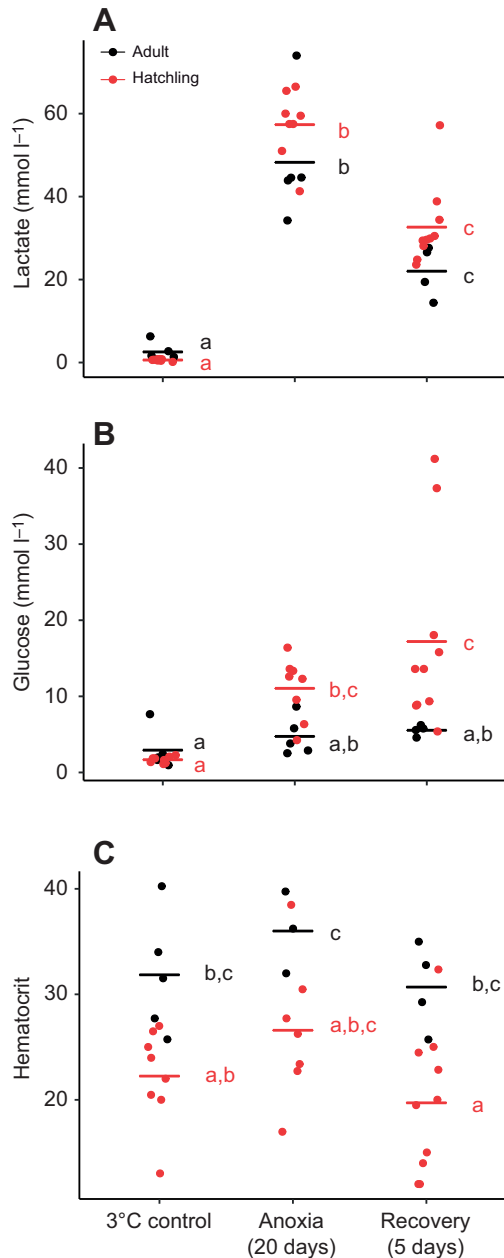 A
Adult
Hatchling
Lactate (mmol l⁻¹)
60
40
20
0
a
a
b
b
c
c
B
Glucose (mmol l⁻¹)
40
30
20
10
0
a
a
b,c
a,b
c
a,b
C
Hematocrit
40
30
20
b,c
a,b
c
a,b,c
b,c
a
3°C control
Anoxia
(20 days)
Recovery
(5 days)